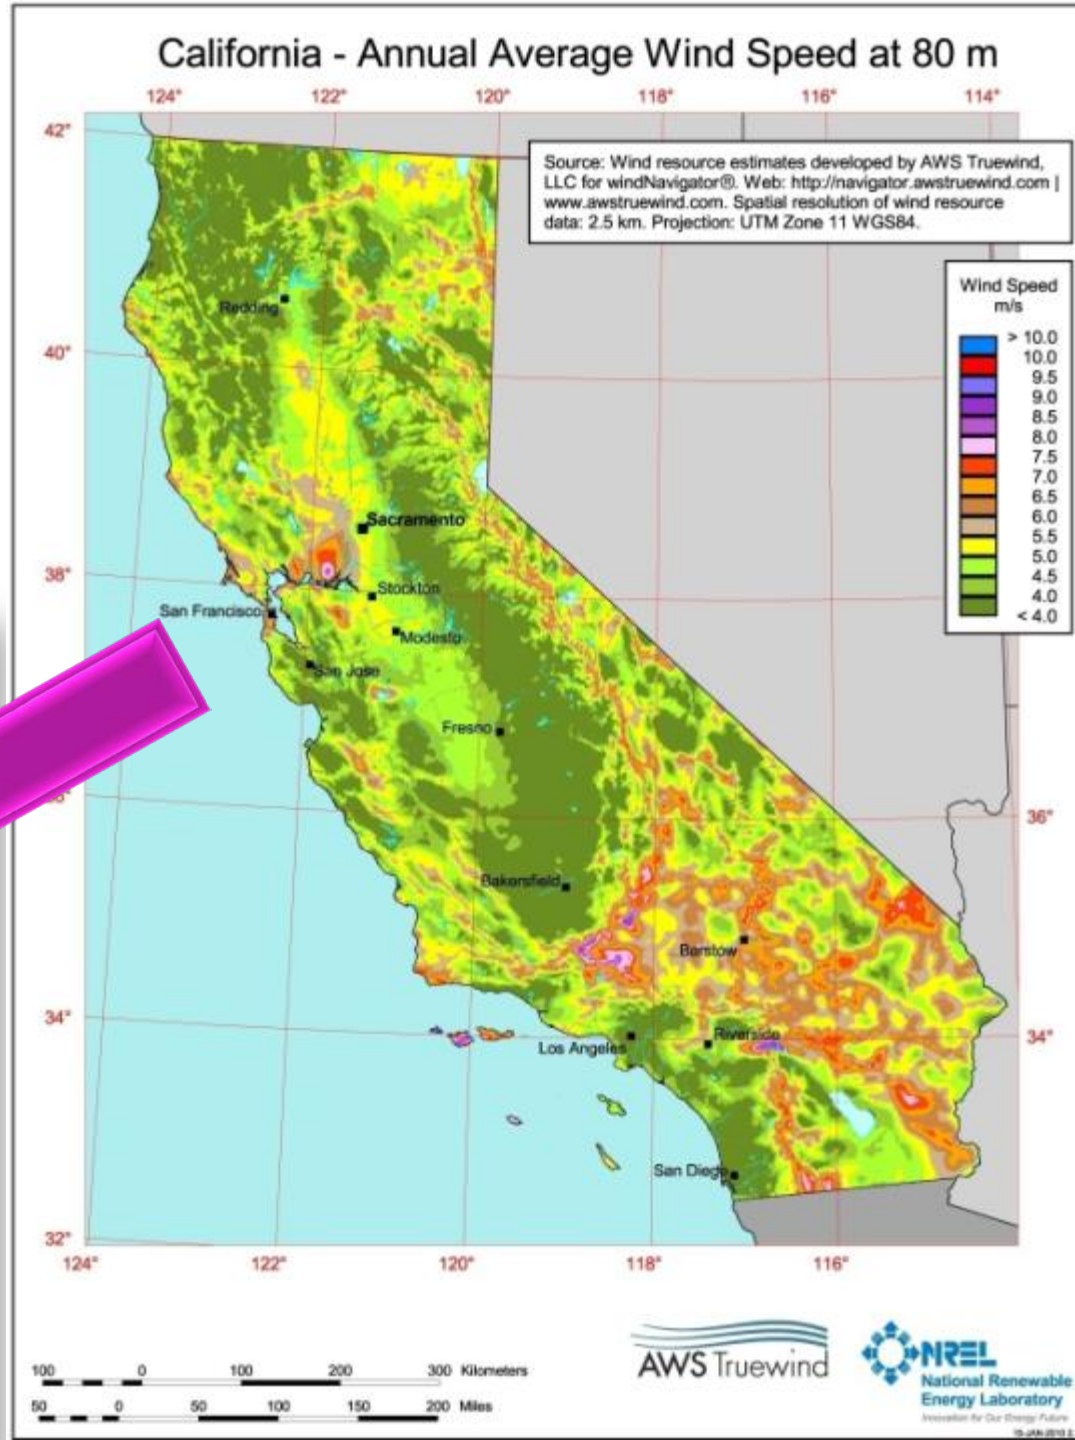 California - Annual Average Wind Speed at 80 m
124° 122° 120° 118° 116° 114°
42°
Source: Wind resource estimates developed by AWS Truewind,
LLC for windNavigator®. Web: http://navigator.awstruewind.com |
www.awstruewind.com. Spatial resolution of wind resource
data: 2.5 km. Projection: UTM Zone 11 WGS84.
Wind Speed
m/s
> 10.0
10.0
9.5
9.0
8.5
8.0
7.5
7.0
6.5
6.0
5.5
5.0
4.5
4.0
< 4.0
Redding
40°
Sacramento
38°
Stockton
San Francisco
Modesto
San Jose
Fresno
36°
Bakersfield
Barstow
34° 34°
Los Angeles
Riverside
San Diego
32°
124° 122° 120° 118° 116°
100 0 100 200 300 Kilometers
50 0 50 100 150 200 Miles
AWS Truewind
NREL
National Renewable
Energy Laboratory
Innovation for Our Energy Future